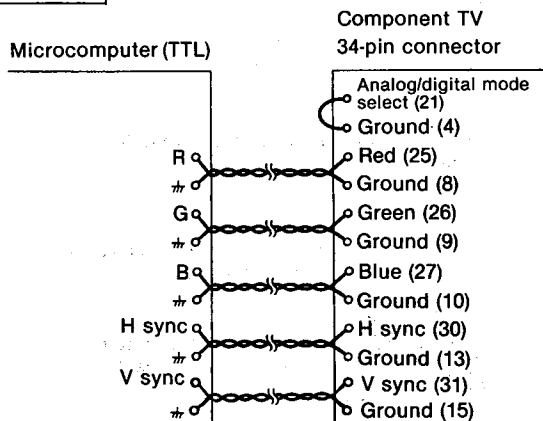 Component TV
Microcomputer (TTL)
34-pin connector
Analog/digital mode
select (21)
Ground (4)
R
Red (25)
Ground (8)
G
Green (26)
Ground (9)
B
Blue (27)
Ground (10)
H sync
H sync (30)
Ground (13)
V sync
V sync (31)
Ground (15)